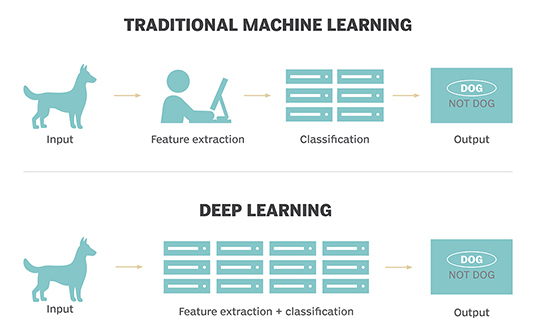 TRADITIONAL MACHINE LEARNING
DOG
NOT DOG
Input
Feature extraction
Classification
Output
DEEP LEARNING
DOG
NOT DOG
Input
Feature extraction + classification
Output